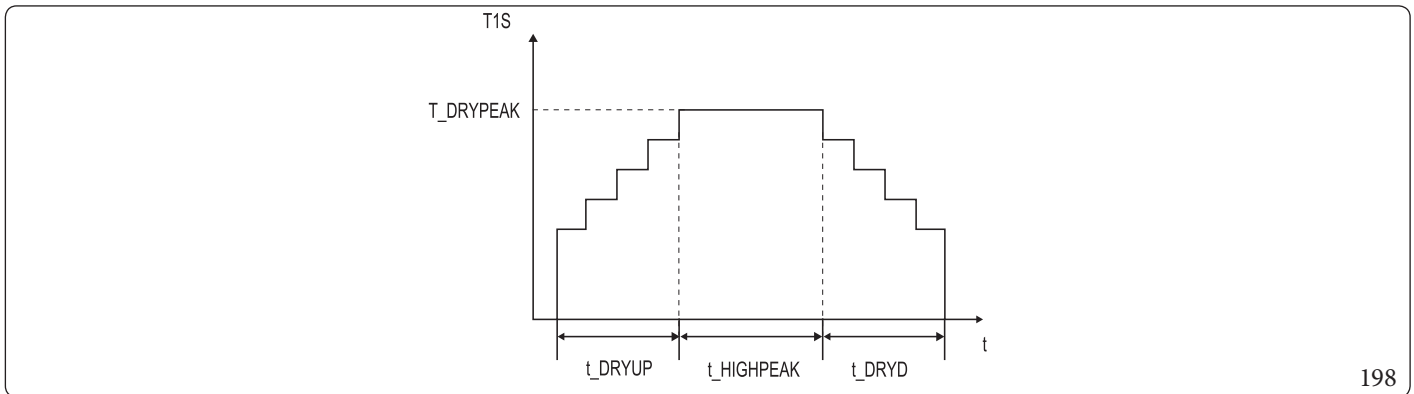 T1S
T_DRYPEAK
t
t_DRYUP
t_HIGHPEAK
t_DRYD
198